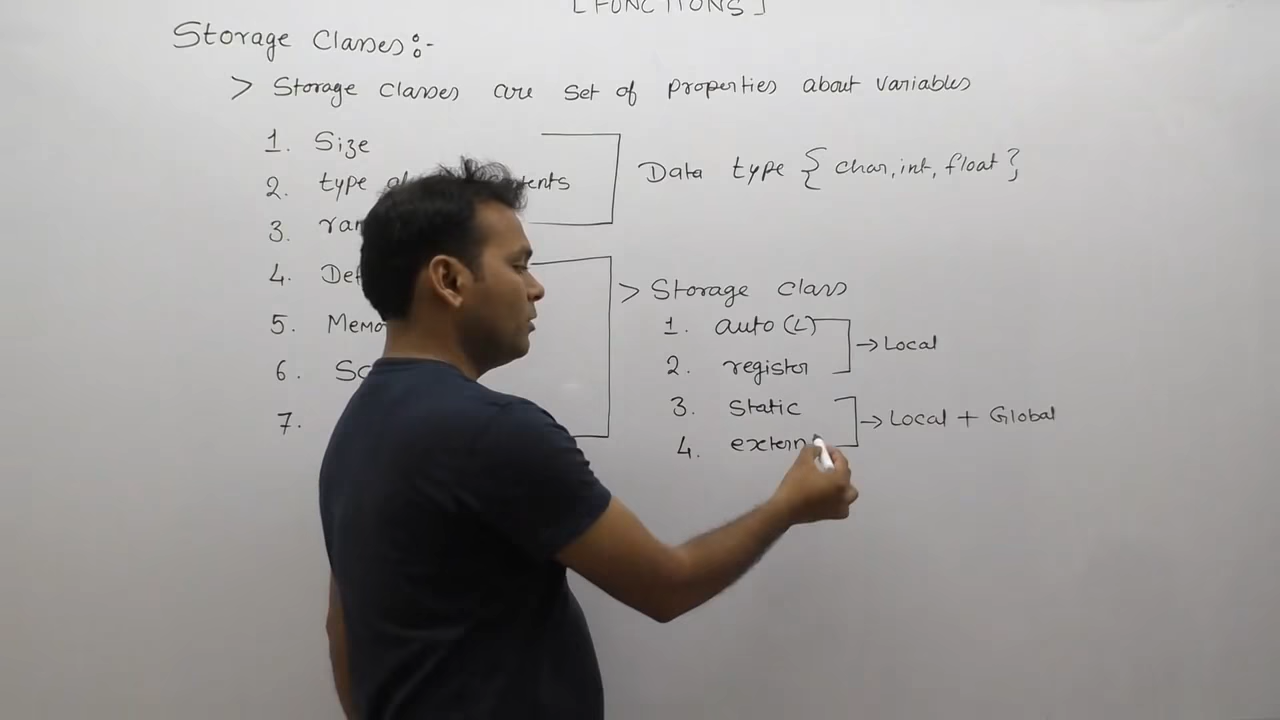 [FUNCTIONS]
Storage Classes:-
> Storage classes are set of properties about variables
1. Size
2. type
3.
4.
5.
6.
7.
Data type { char, int, float }
> Storage class
1. auto (L)
2. register
→ Local
3. Static
4. extern
→ Local + Global